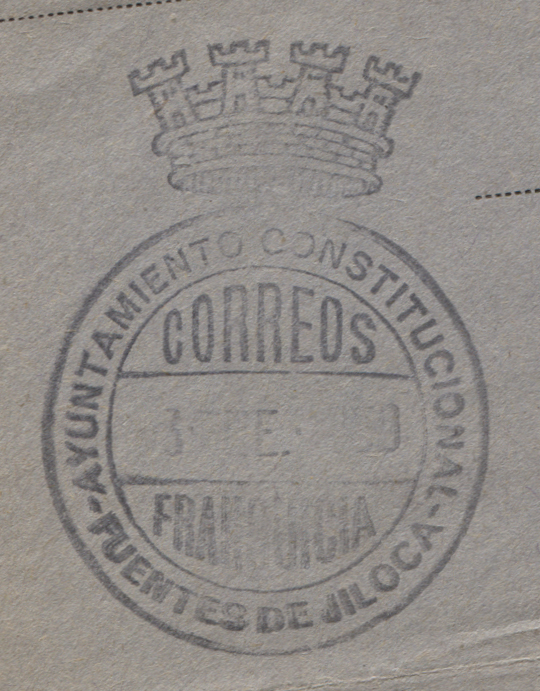 AYUNTAMIENTO CONSTITUCIONAL
CORREOS
FRANQUICIA
-FUENTES DE JILOCA-